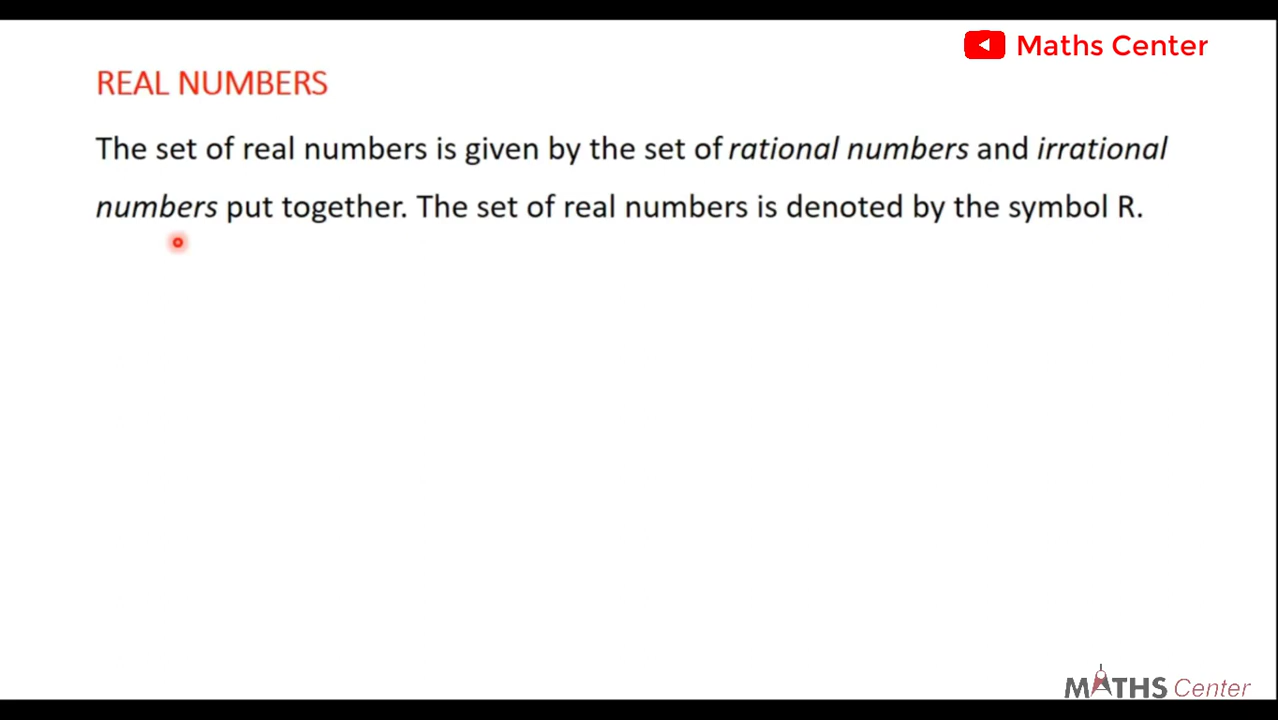 Maths Center
REAL NUMBERS
The set of real numbers is given by the set of rational numbers and irrational
numbers put together. The set of real numbers is denoted by the symbol R.
MATHS Center